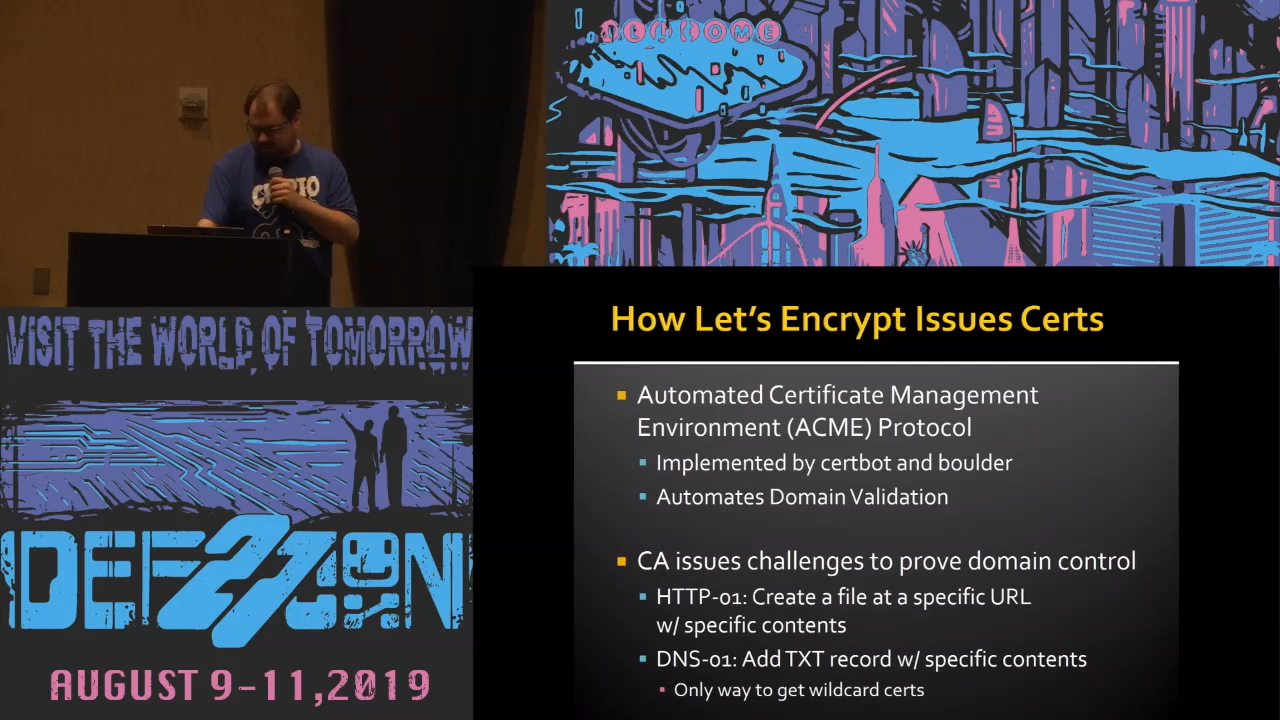 WELCOME
CRYPTO
VISIT THE WORLD OF TOMORROW
DEF CON
27
AUGUST 9-11,2019
How Let's Encrypt Issues Certs
Automated Certificate Management
Environment (ACME) Protocol
Implemented by certbot and boulder
Automates Domain Validation
CA issues challenges to prove domain control
HTTP-01: Create a file at a specific URL
w/ specific contents
DNS-01: Add TXT record w/ specific contents
Only way to get wildcard certs